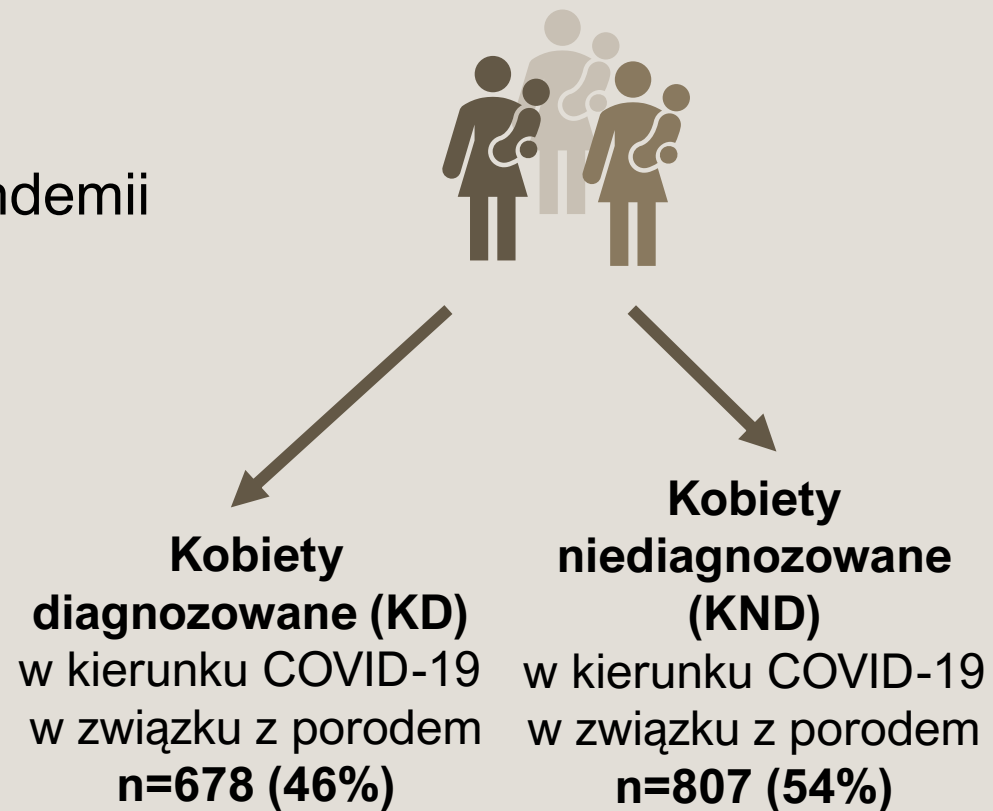 ndemii
Kobiety
diagnozowane (KD)
w kierunku COVID-19
w związku z porodem
n=678 (46%)
Kobiety
niediagnozowane
(KND)
w kierunku COVID-19
w związku z porodem
n=807 (54%)